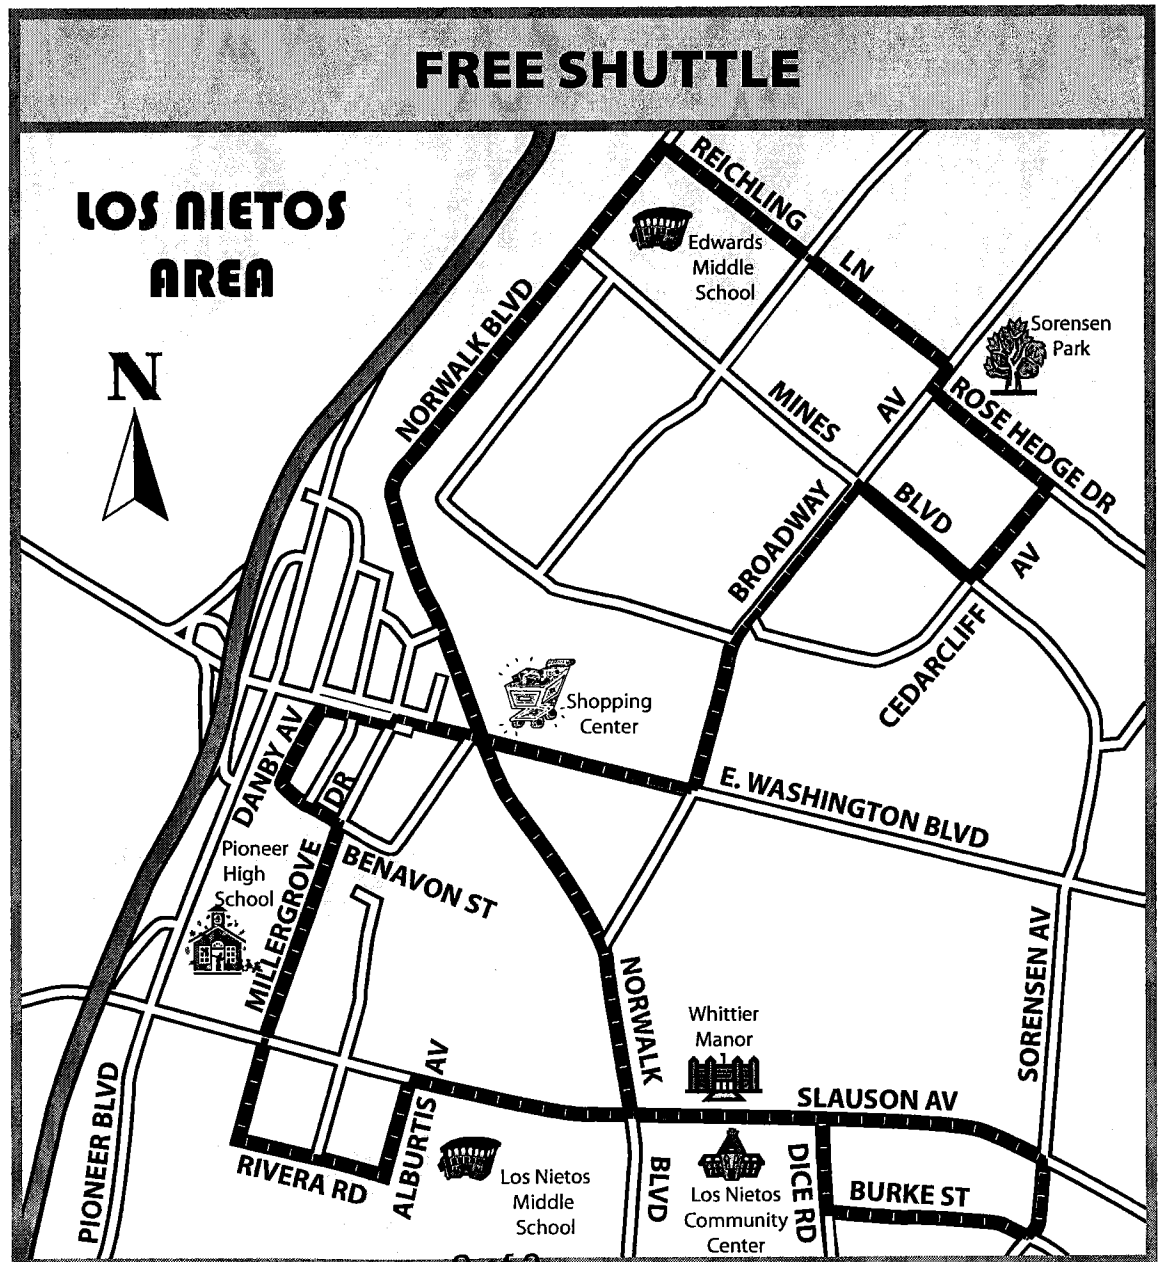 FREE SHUTTLE
LOS NIETOS
AREA
N
REICHLING
LN
Edwards
Middle
School
NORWALK BLVD
Sorensen
Park
MINES
AV
ROSE HEDGE DR
BLVD
BROADWAY
AV
CEDARCLIFF
Shopping
Center
DANBY AV
DR
E. WASHINGTON BLVD
Pioneer
High
School
BENAVON ST
MILLERGROVE
NORWALK
SORENSEN AV
Whittier
Manor
AV
SLAUSON AV
PIONEER BLVD
ALBURTIS
RIVERA RD
Los Nietos
Middle
School
BLVD
Los Nietos
Community
Center
DICE RD
BURKE ST